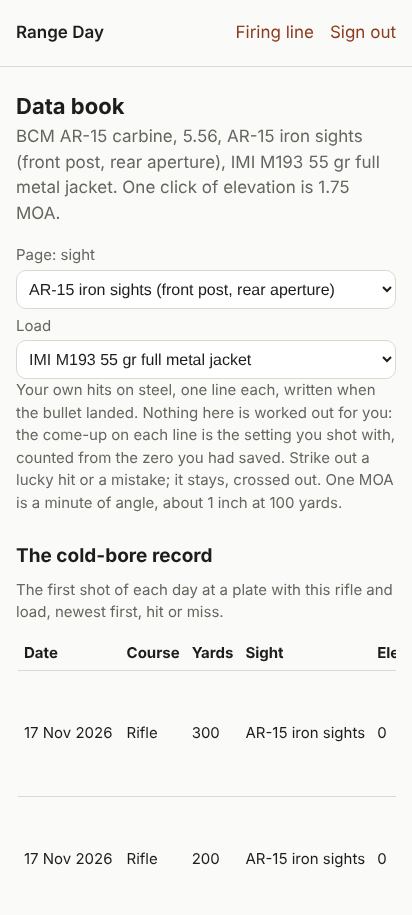 Range Day
Firing line
Sign out
Data book
BCM AR-15 carbine, 5.56, AR-15 iron sights
(front post, rear aperture), IMI M193 55 gr full
metal jacket. One click of elevation is 1.75
MOA.
Page: sight
AR-15 iron sights (front post, rear aperture)
Load
IMI M193 55 gr full metal jacket
Your own hits on steel, one line each, written when
the bullet landed. Nothing here is worked out for you:
the come-up on each line is the setting you shot with,
counted from the zero you had saved. Strike out a
lucky hit or a mistake; it stays, crossed out. One MOA
is a minute of angle, about 1 inch at 100 yards.
The cold-bore record
The first shot of each day at a plate with this rifle and
load, newest first, hit or miss.
Date Course Yards Sight
17 Nov 2026 Rifle 300 AR-15 iron sights 0
17 Nov 2026 Rifle 200 AR-15 iron sights 0